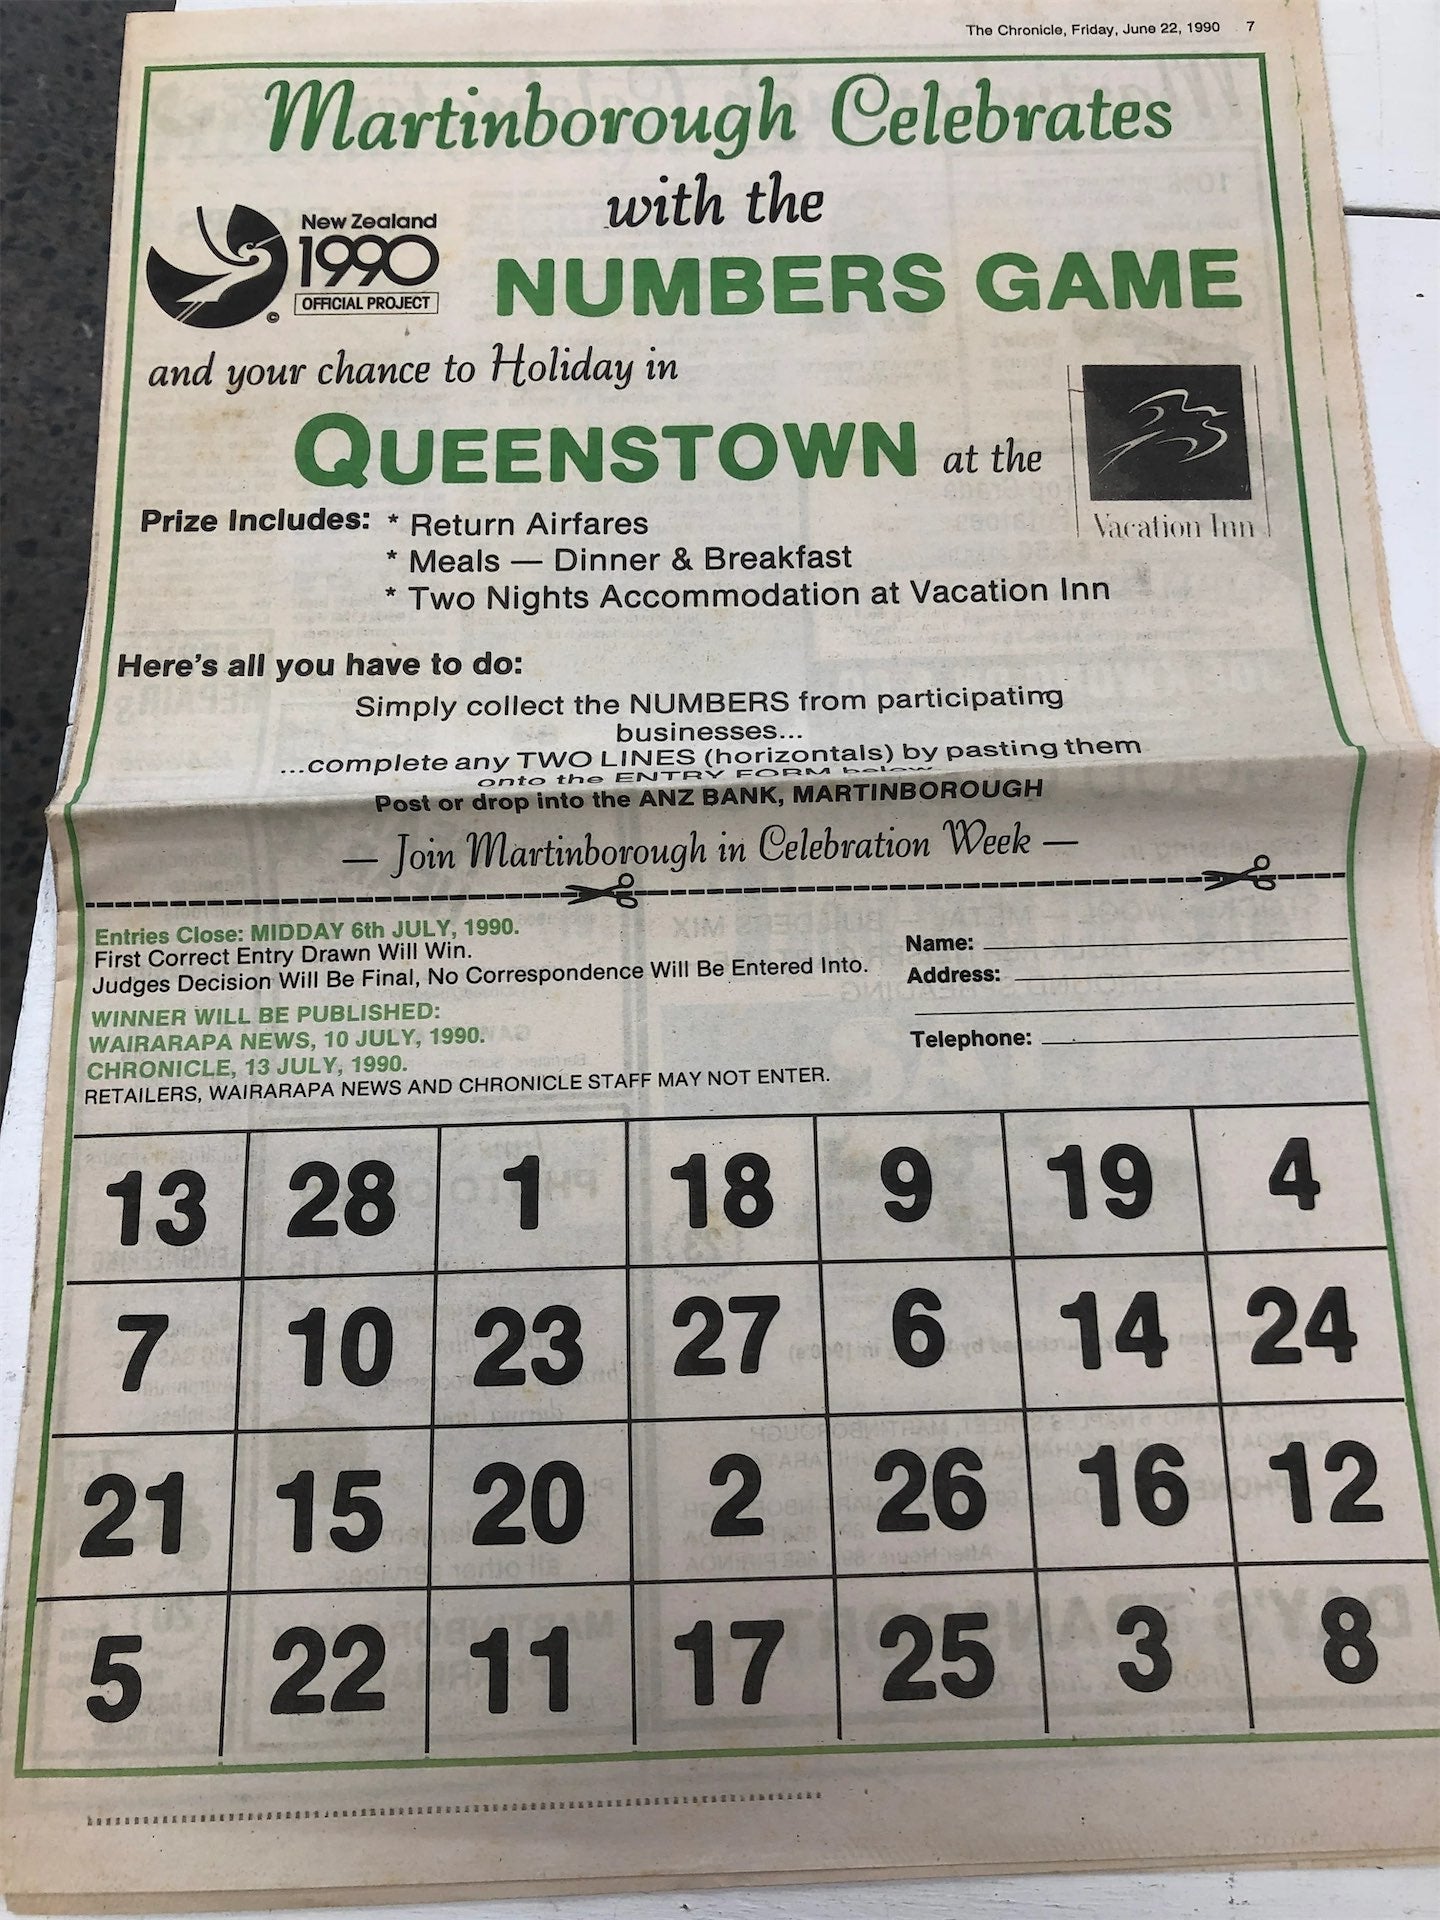 The Chronicle, Friday, June 22, 1990 7
Martinborough Celebrates
with the
New Zealand
1990
OFFICIAL PROJECT
©
NUMBERS GAME
and your chance to Holiday in
QUEENSTOWN at the
Vacation Inn
Prize Includes: * Return Airfares
* Meals — Dinner & Breakfast
* Two Nights Accommodation at Vacation Inn
Here's all you have to do:
Simply collect the NUMBERS from participating
businesses...
...complete any TWO LINES (horizontals) by pasting them
onto the ENTRY FORM below
Post or drop into the ANZ BANK, MARTINBOROUGH
— Join Martinborough in Celebration Week —
Entries Close: MIDDAY 6th JULY, 1990.
First Correct Entry Drawn Will Win.
Judges Decision Will Be Final, No Correspondence Will Be Entered Into.
WINNER WILL BE PUBLISHED:
WAIRARAPA NEWS, 10 JULY, 1990.
CHRONICLE, 13 JULY, 1990.
RETAILERS, WAIRARAPA NEWS AND CHRONICLE STAFF MAY NOT ENTER.
Name:
Address:
Telephone:
13 28 1 18 9 19 4
7 10 23 27 6 14 24
21 15 20 2 26 16 12
5 22 11 17 25 3 8